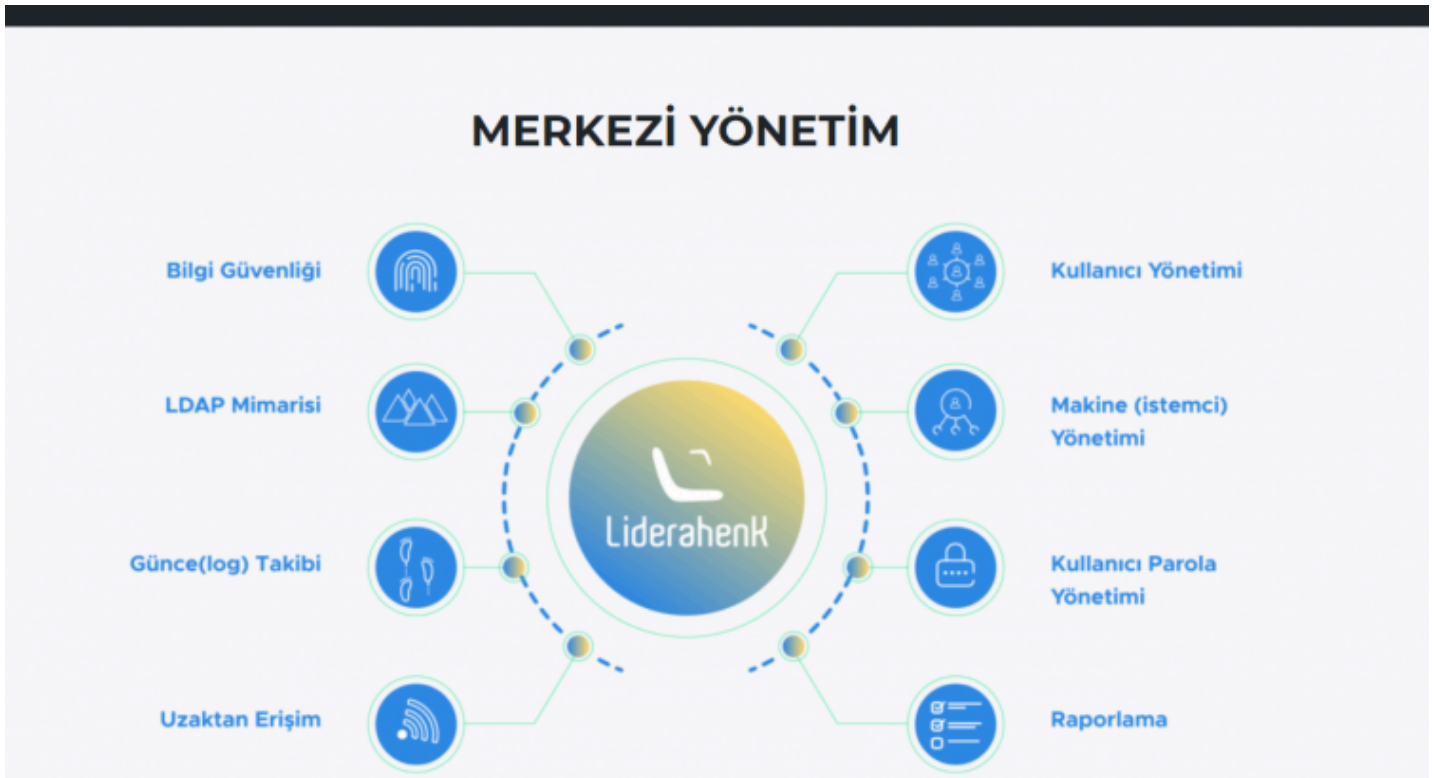 MERKEZİ YÖNETİM
Bilgi Güvenliği
LDAP Mimarisi
Günce(log) Takibi
Uzaktan Erişim
LiderahenK
Kullanıcı Yönetimi
Makine (istemci)
Yönetimi
Kullanıcı Parola
Yönetimi
Raporlama